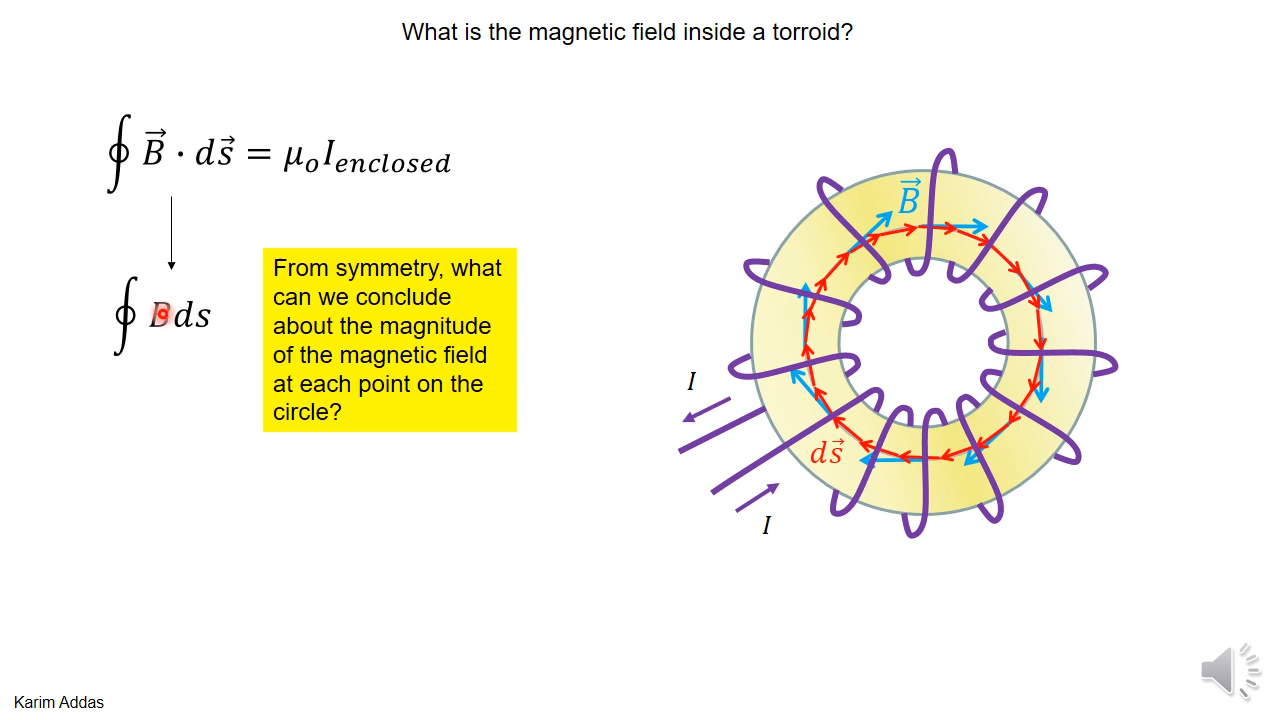 What is the magnetic field inside a torroid?
∮ B⃗ · ds⃗ = μₒI_enclosed
∮ Bds
From symmetry, what
can we conclude
about the magnitude
of the magnetic field
at each point on the
circle?
B⃗
I
ds⃗
I
Karim Addas